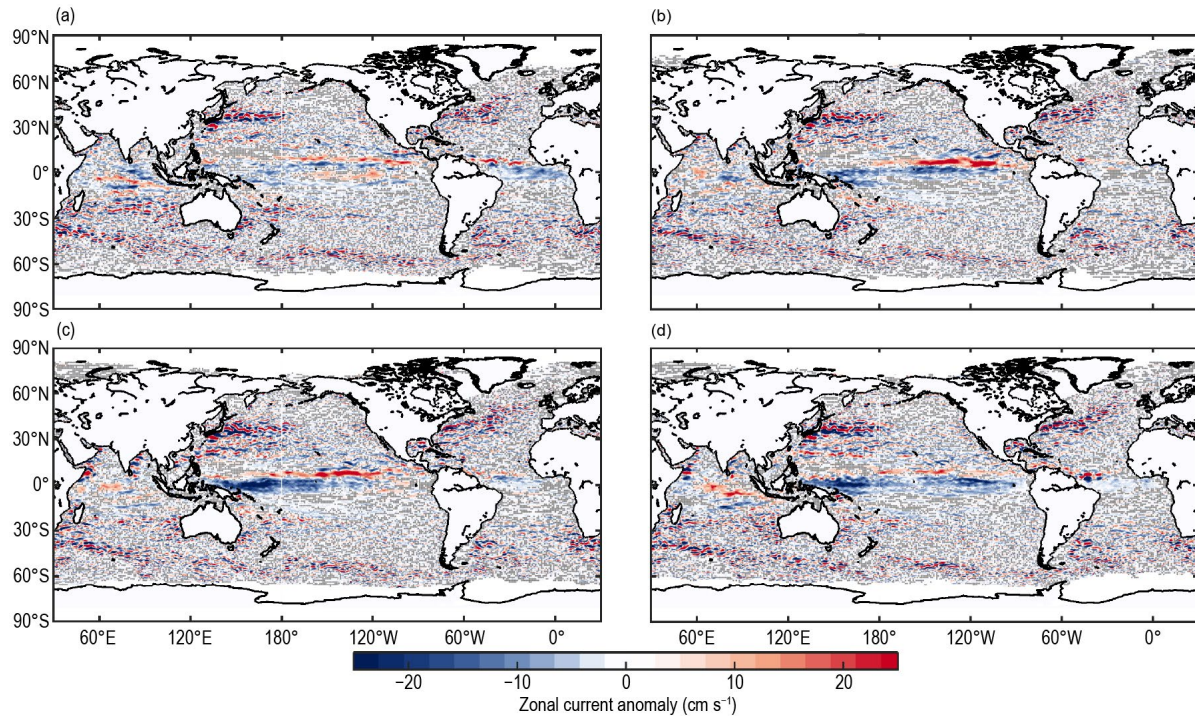 (a)
(b)
90°N
60°N
30°N
0°
30°S
60°S
90°S
(c)
(d)
90°N
60°N
30°N
0°
30°S
60°S
90°S
60°E 120°E 180° 120°W 60°W 0° 60°E 120°E 180° 120°W 60°W 0°
−20 −10 0 10 20
Zonal current anomaly (cm s⁻¹)